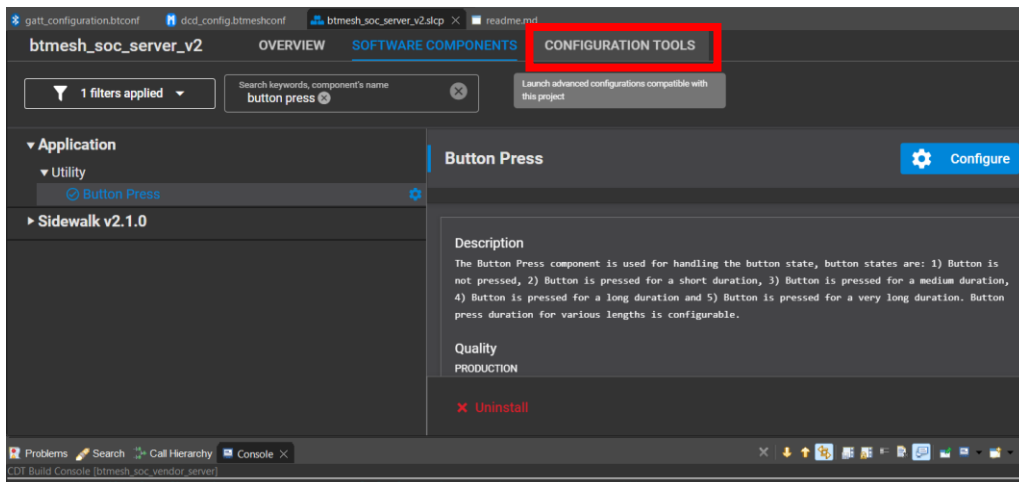 gatt_configuration.btconf dcd_config.btmeshconf btmesh_soc_server_v2.slcp readme.md
btmesh_soc_server_v2 OVERVIEW SOFTWARE COMPONENTS CONFIGURATION TOOLS
1 filters applied
Search keywords, component's name
button press
Launch advanced configurations compatible with
this project
Application
Utility
Button Press
Sidewalk v2.1.0
Button Press
Configure
Description
The Button Press component is used for handling the button state, button states are: 1) Button is
not pressed, 2) Button is pressed for a short duration, 3) Button is pressed for a medium duration,
4) Button is pressed for a long duration and 5) Button is pressed for a very long duration. Button
press duration for various lengths is configurable.
Quality
PRODUCTION
Uninstall
Problems Search Call Hierarchy Console
CDT Build Console [btmesh_soc_vendor_server]